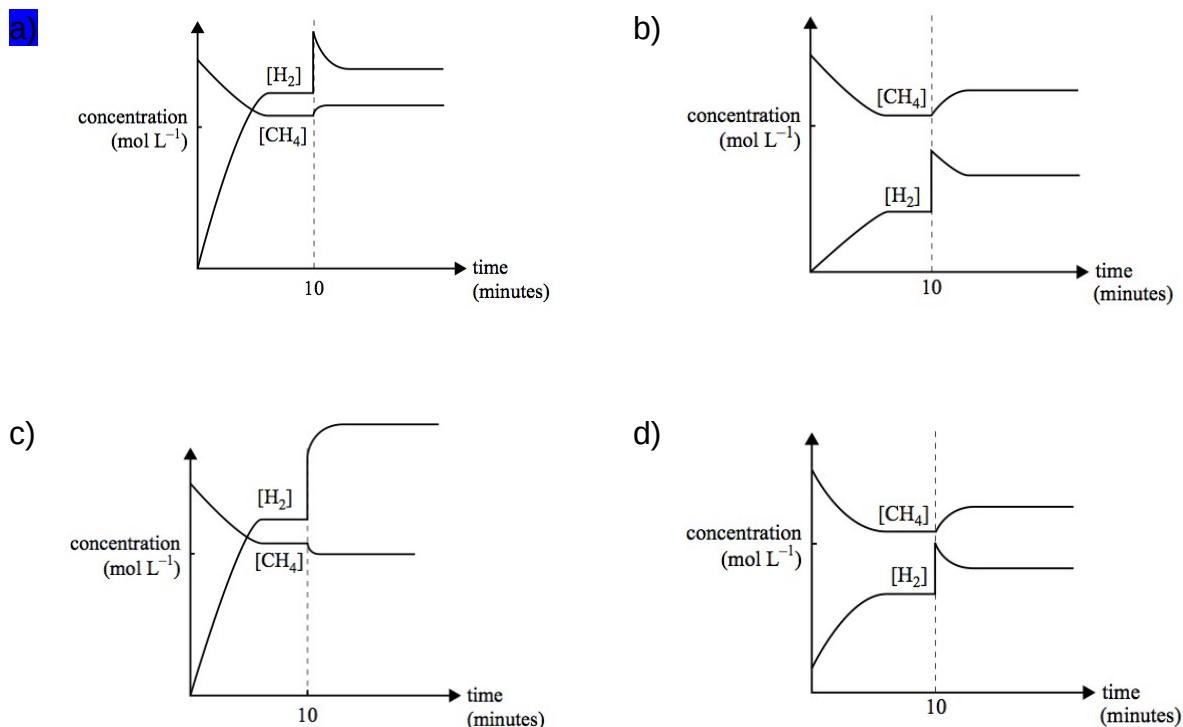 a)
[H₂]
concentration
(mol L⁻¹)
[CH₄]
time
(minutes)
10
b)
[CH₄]
concentration
(mol L⁻¹)
[H₂]
time
(minutes)
10
c)
[H₂]
concentration
(mol L⁻¹)
[CH₄]
time
(minutes)
10
d)
[CH₄]
concentration
(mol L⁻¹)
[H₂]
time
(minutes)
10